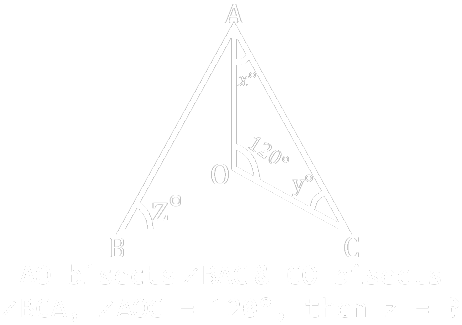 A
x°
120°
O
y°
z°
B
C
AO bisects ∠BAC, CO bisects
∠BCA, ∠AOC = 120°, then z = ?